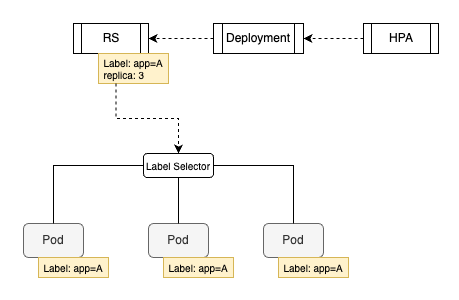 RS
Deployment
HPA
Label: app=A
replica: 3
Label Selector
Pod
Pod
Pod
Label: app=A
Label: app=A
Label: app=A